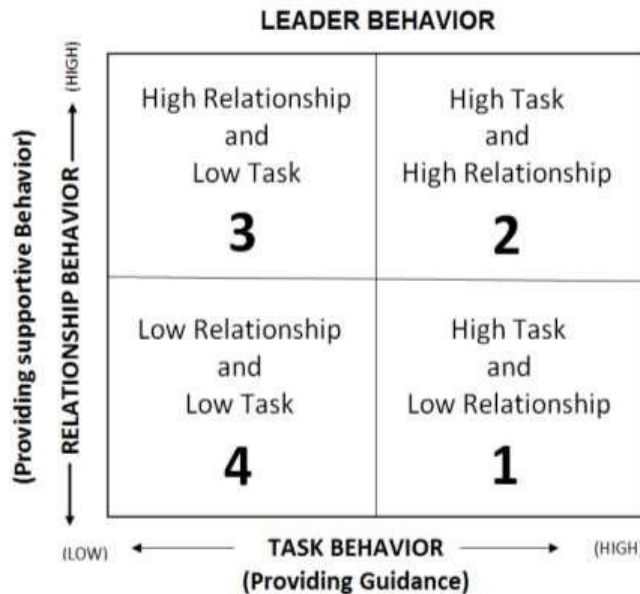 LEADER BEHAVIOR
(HIGH)
High Relationship
and
Low Task
3
High Task
and
High Relationship
2
Low Relationship
and
Low Task
4
High Task
and
Low Relationship
1
(Providing supportive Behavior)
RELATIONSHIP BEHAVIOR
(LOW)
TASK BEHAVIOR
(HIGH)
(Providing Guidance)